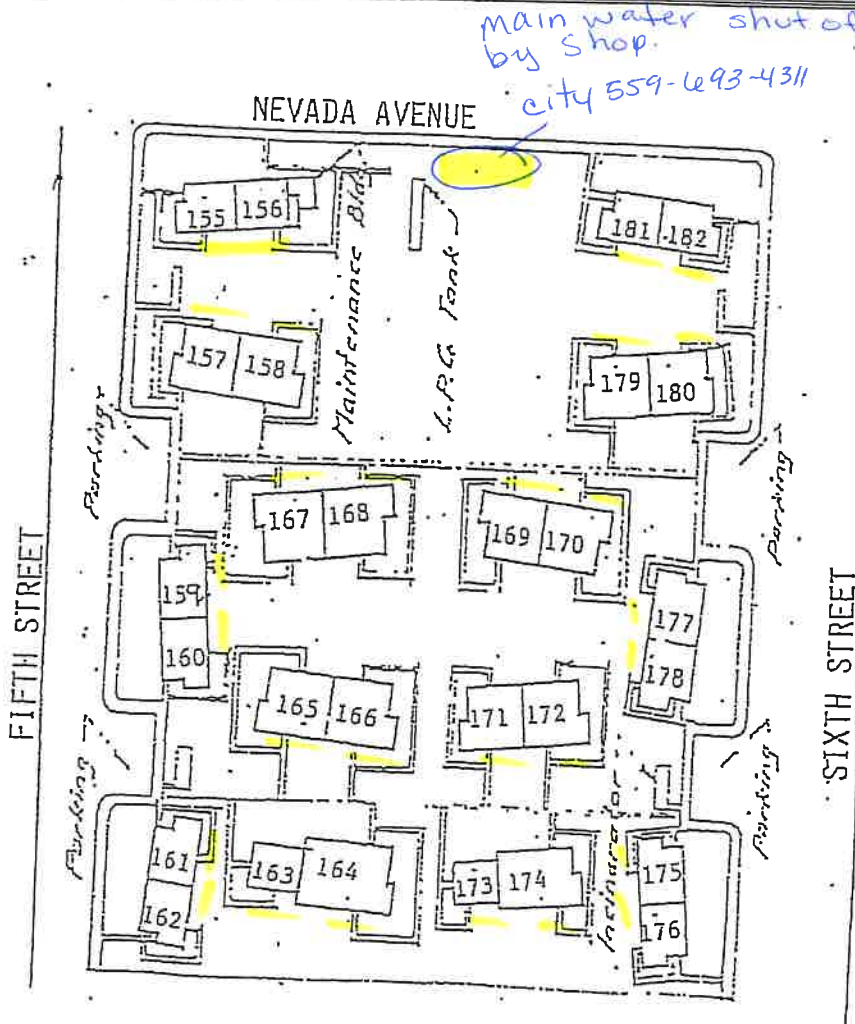 main water shut of
by shop.
city 559-693-4311
NEVADA AVENUE
155 156
181 182
Maintenance Bld.
L.P.G. Tank
157 158
179 180
Parking
Parking
167 168
169 170
FIFTH STREET
SIXTH STREET
159
160
177
178
165 166
171 172
Parking
Parking
161
162
163 164
173 174
Incinerator
175
176